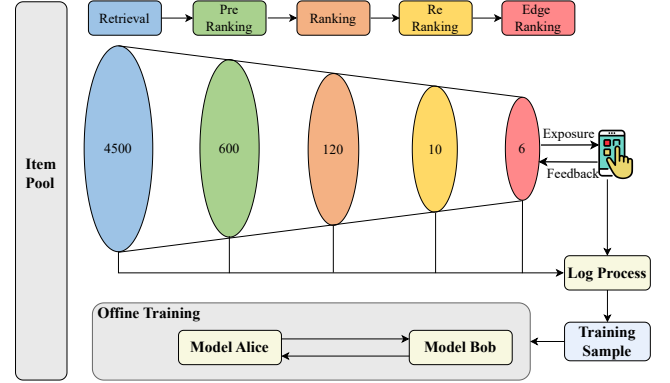 Retrieval
Pre
Ranking
Ranking
Re
Ranking
Edge
Ranking
Item
Pool
4500
600
120
10
6
Exposure
Feedback
Log Process
Offine Training
Model Alice
Model Bob
Training
Sample